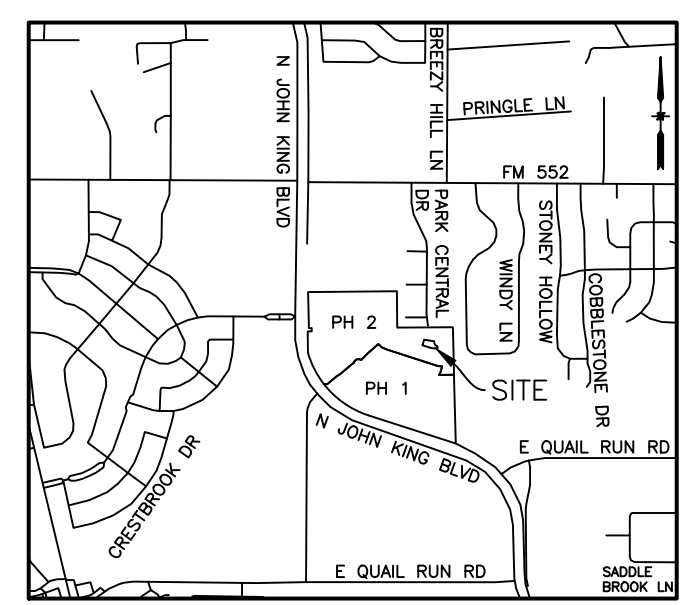 BREEZY HILL LN
N JOHN KING BLVD
PRINGLE LN
FM 552
PARK CENTRAL
DR
WINDY LN
STONEY HOLLOW
COBBLESTONE DR
PH 2
PH 1
SITE
N JOHN KING BLVD
E QUAIL RUN RD
CRESTBROOK DR
E QUAIL RUN RD
SADDLE
BROOK LN